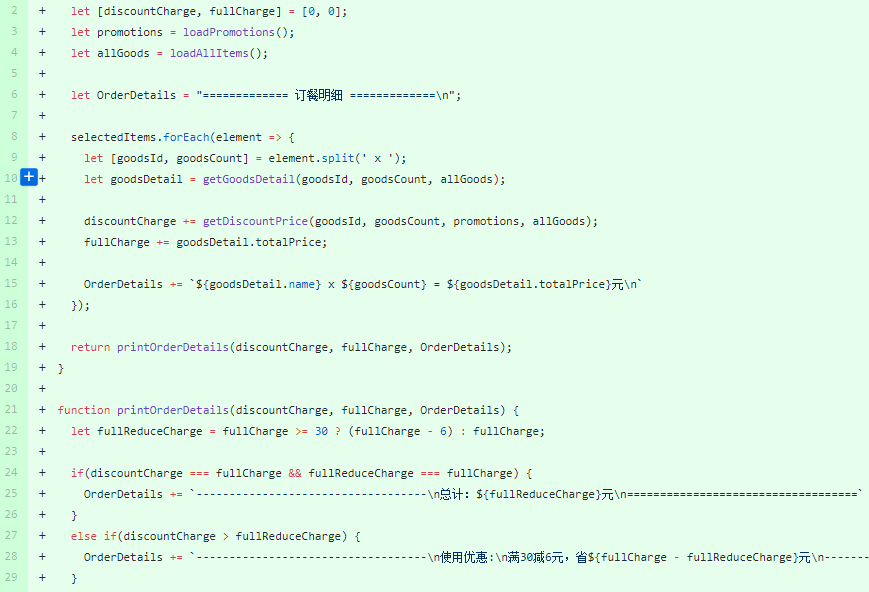 2 + let [discountCharge, fullCharge] = [0, 0];
3 + let promotions = loadPromotions();
4 + let allGoods = loadAllItems();
5 +
6 + let OrderDetails = "============= 订餐明细 =============\n";
7 +
8 + selectedItems.forEach(element => {
9 + let [goodsId, goodsCount] = element.split(' x ');
10 + + let goodsDetail = getGoodsDetail(goodsId, goodsCount, allGoods);
11 +
12 + discountCharge += getDiscountPrice(goodsId, goodsCount, promotions, allGoods);
13 + fullCharge += goodsDetail.totalPrice;
14 +
15 + OrderDetails += `${goodsDetail.name} x ${goodsCount} = ${goodsDetail.totalPrice}元\n`
16 + });
17 +
18 + return printOrderDetails(discountCharge, fullCharge, OrderDetails);
19 + }
20 +
21 + function printOrderDetails(discountCharge, fullCharge, OrderDetails) {
22 + let fullReduceCharge = fullCharge >= 30 ? (fullCharge - 6) : fullCharge;
23 +
24 + if(discountCharge === fullCharge && fullReduceCharge === fullCharge) {
25 + OrderDetails += `-----------------------------------\n总计: ${fullReduceCharge}元\n===================================`
26 + }
27 + else if(discountCharge > fullReduceCharge) {
28 + OrderDetails += `-----------------------------------\n使用优惠:\n满30减6元, 省${fullCharge - fullReduceCharge}元\n-------
29 + }